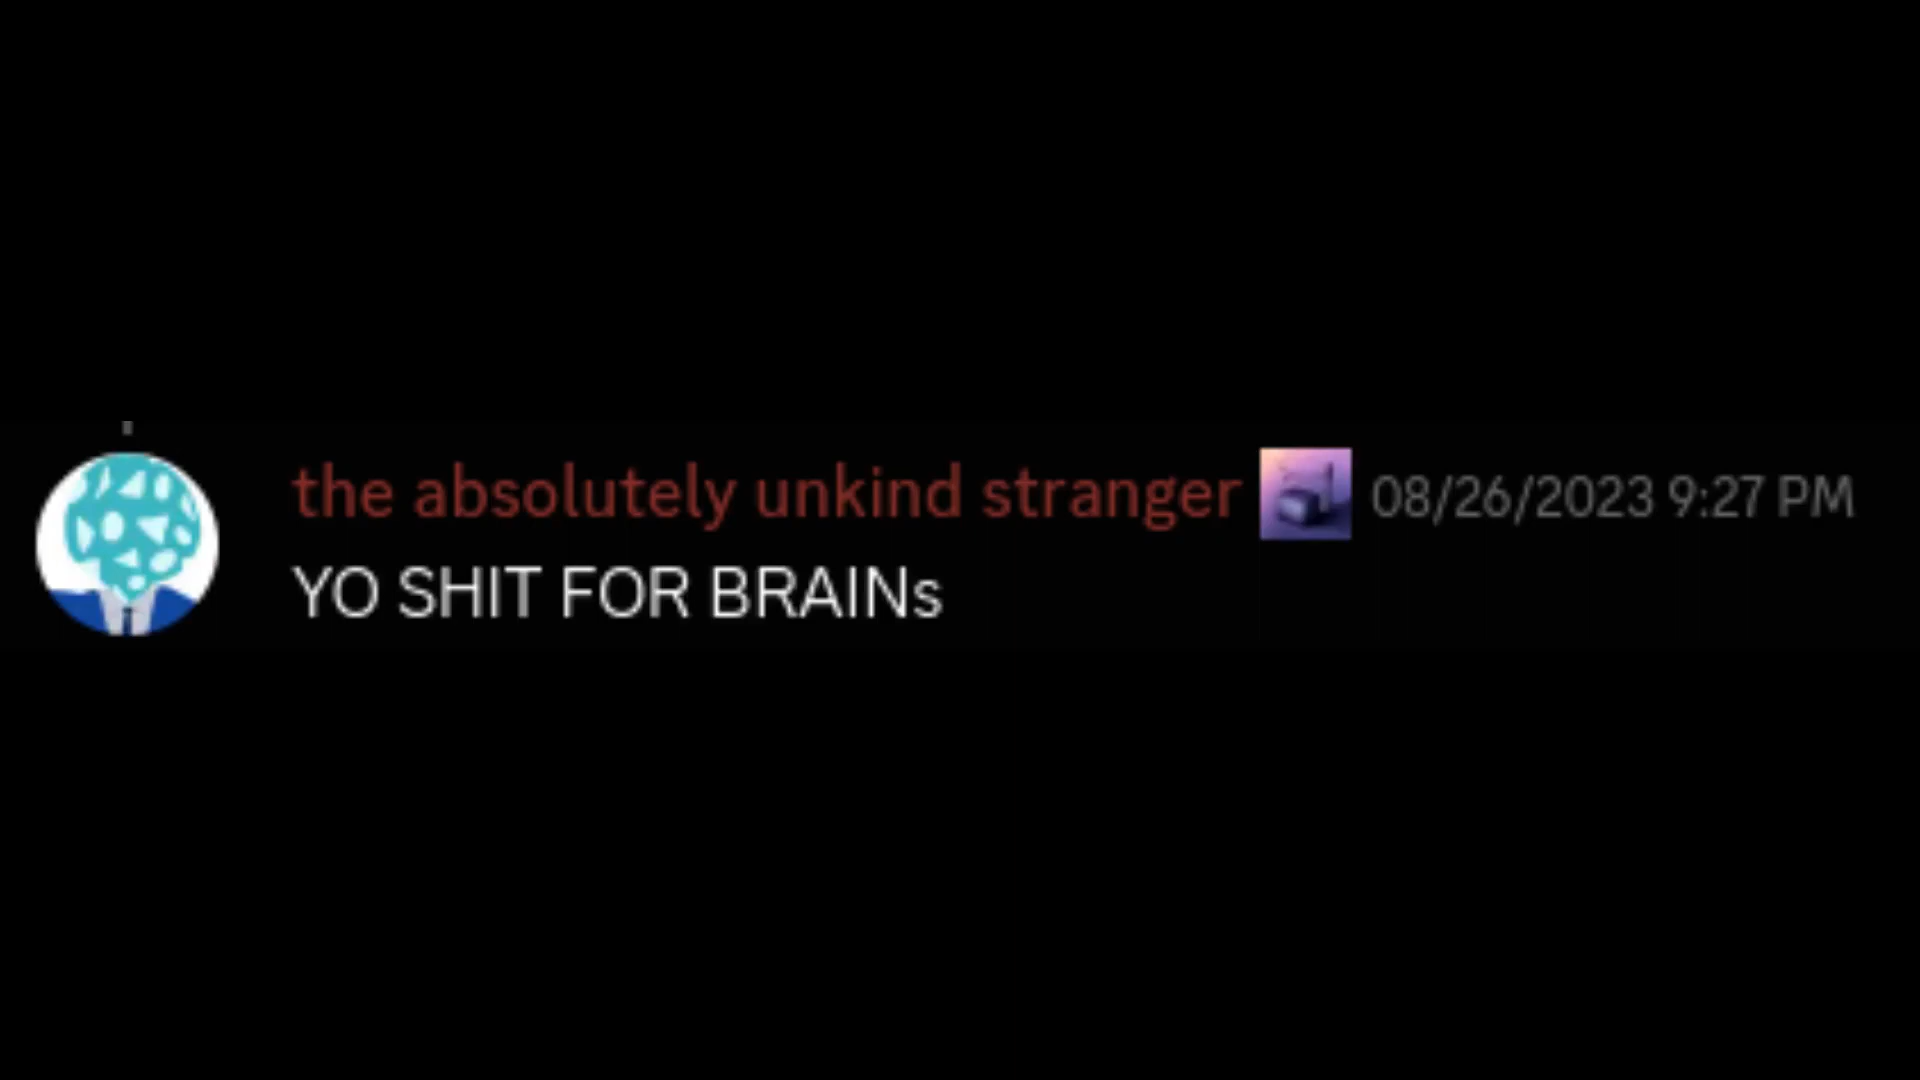 the absolutely unkind stranger 08/26/2023 9:27 PM
YO SHIT FOR BRAINs